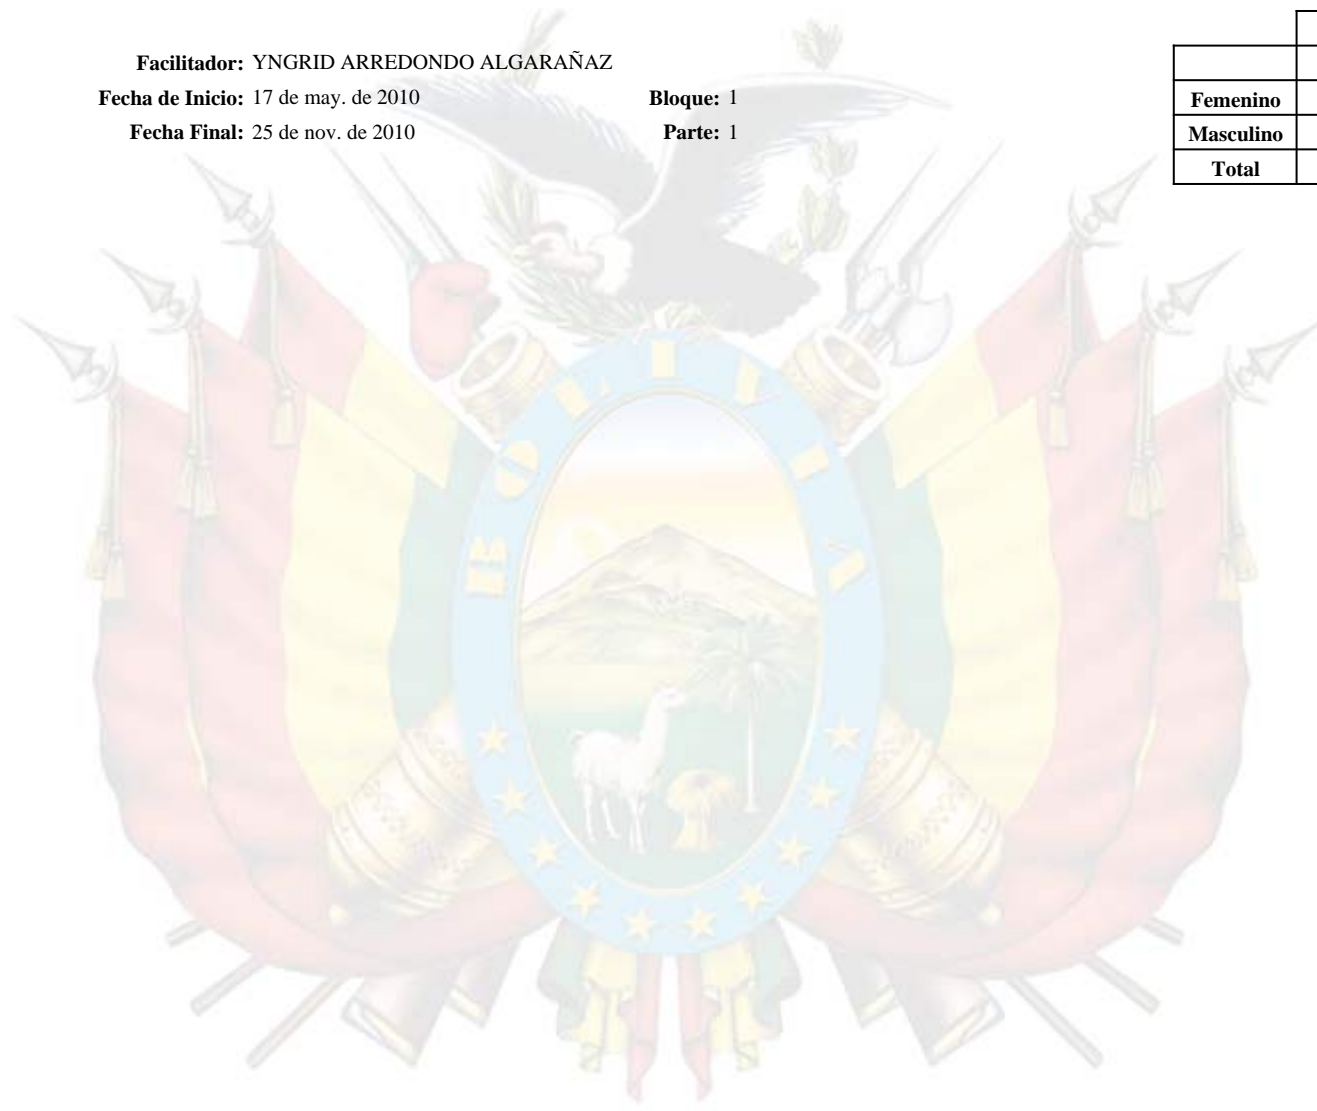 Facilitador: YNGRID ARREDONDO ALGARAÑAZ
Fecha de Inicio: 17 de may. de 2010 Bloque: 1
Fecha Final: 25 de nov. de 2010 Parte: 1
Femenino
Masculino
Total
BOLIVIA